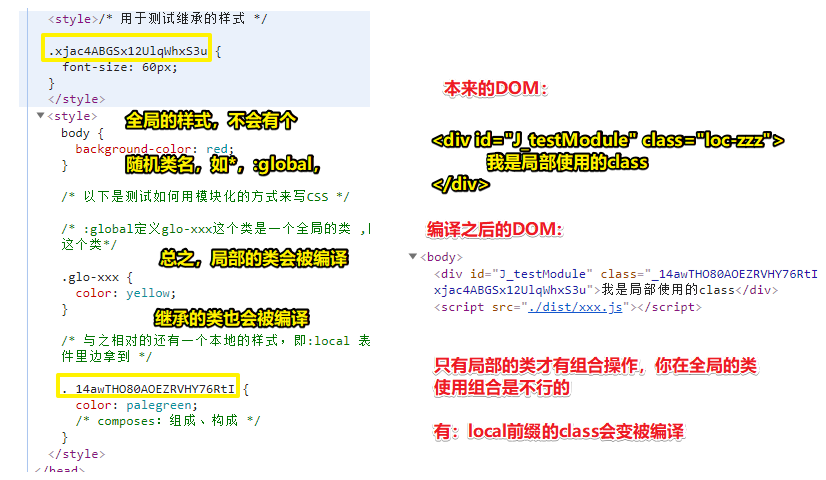 <style>/* 用于测试继承的样式 */
.xjac4ABGSx12UlqWhxS3u {
font-size: 60px;
}
</style>
<style>
body {
background-color: red;
}
/* 以下是测试如何用模块化的方式来写CSS */
/* :global定义glo-xxx这个类是一个全局的类 ,
这个类*/
.glo-xxx {
color: yellow;
}
/* 与之相对的还有一个本地的样式，即:local 表
件里边拿到 */
._14awTHO80AOEZRVHY76RtI {
color: palegreen;
/* composes：组成、构成 */
}
</style>
</head>
全局的样式，不会有个
随机类名，如*，:global，
总之，局部的类会被编译
继承的类也会被编译
本来的DOM：
<div id="J_testModule" class="loc-zzz">
我是局部使用的class
</div>
编译之后的DOM:
<body>
<div id="J_testModule" class="_14awTHO80AOEZRVHY76RtI
xjac4ABGSx12UlqWhxS3u">我是局部使用的class</div>
<script src="./dist/xxx.js"></script>
只有局部的类才有组合操作，你在全局的类
使用组合是不行的
有：local前缀的class会变被编译